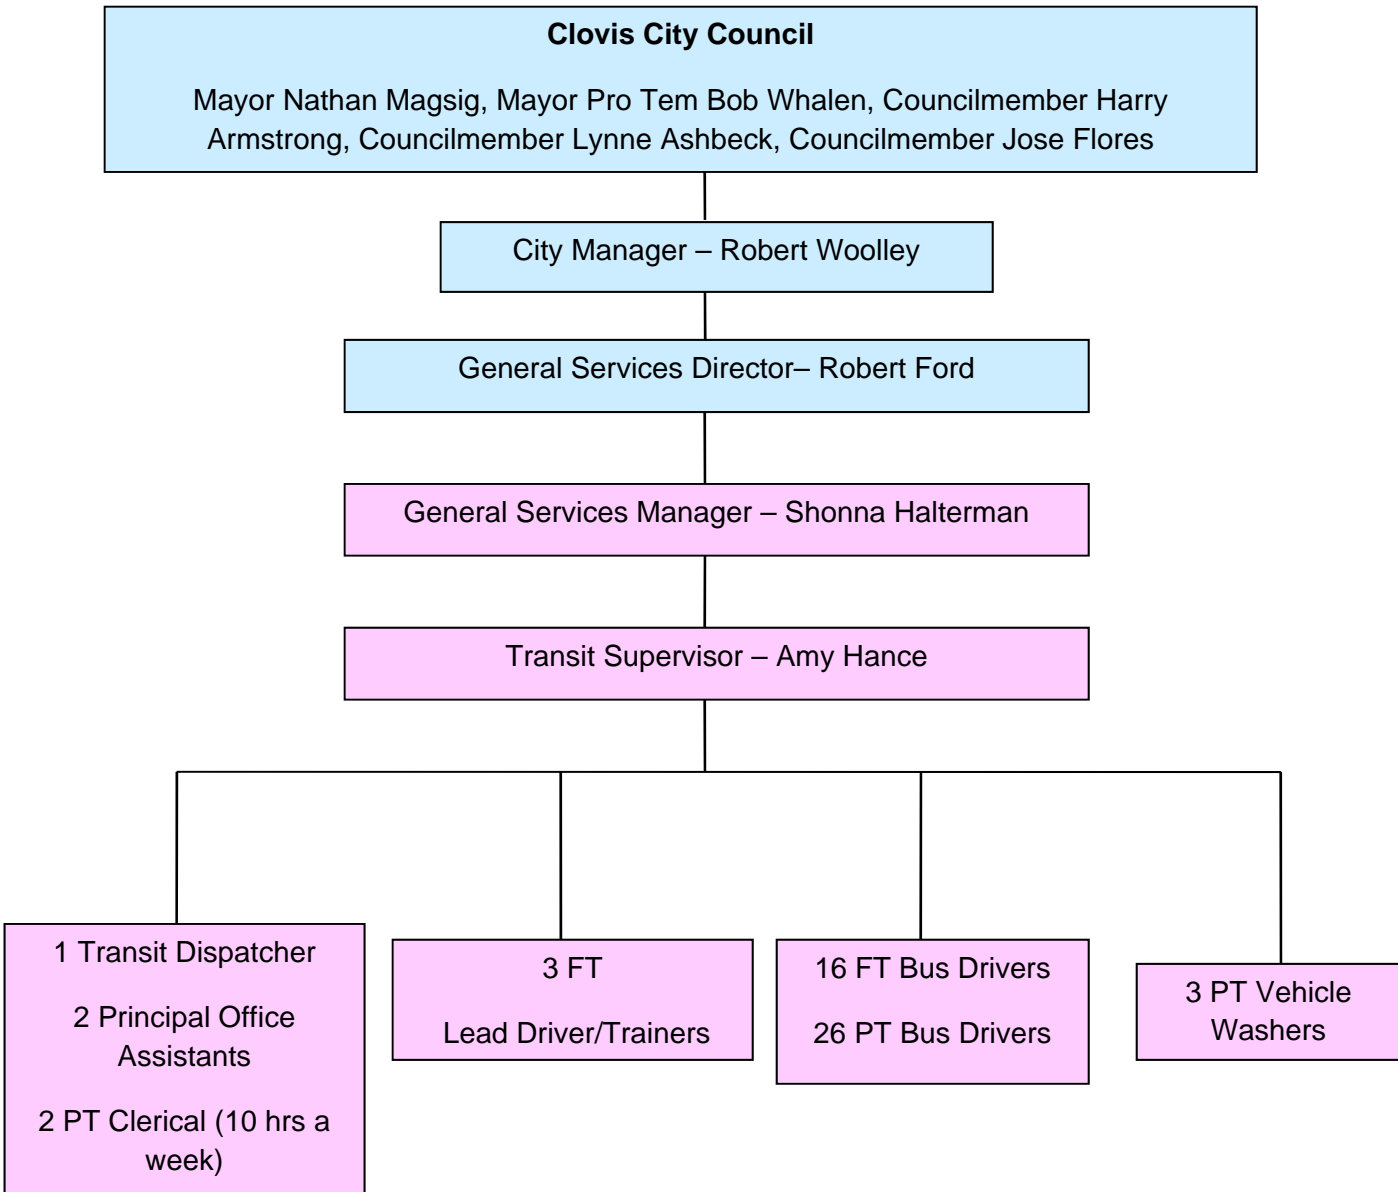 Clovis City Council
Mayor Nathan Magsig, Mayor Pro Tem Bob Whalen, Councilmember Harry
Armstrong, Councilmember Lynne Ashbeck, Councilmember Jose Flores
City Manager – Robert Woolley
General Services Director– Robert Ford
General Services Manager – Shonna Halterman
Transit Supervisor – Amy Hance
1 Transit Dispatcher
2 Principal Office
Assistants
2 PT Clerical (10 hrs a
week)
3 FT
Lead Driver/Trainers
16 FT Bus Drivers
26 PT Bus Drivers
3 PT Vehicle
Washers